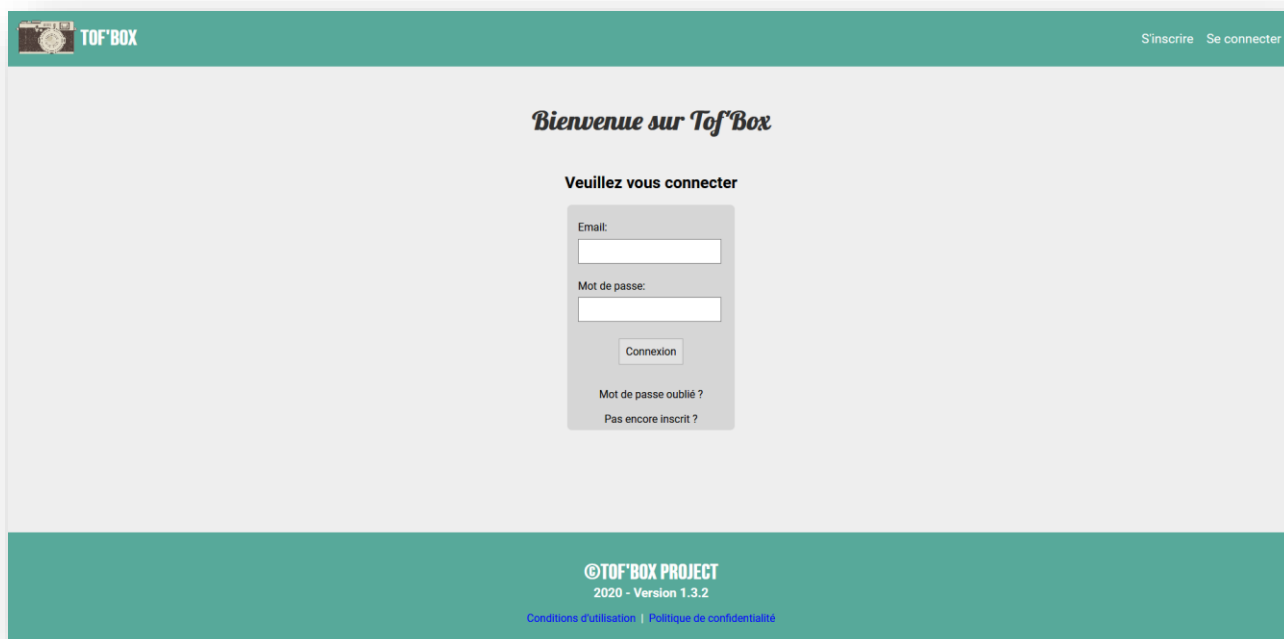 TOF'BOX
S'inscrire Se connecter
Bienvenue sur Tof'Box
Veuillez vous connecter
Email:
Mot de passe:
Connexion
Mot de passe oublié ?
Pas encore inscrit ?
©TOF'BOX PROJECT
2020 - Version 1.3.2
Conditions d'utilisation | Politique de confidentialité